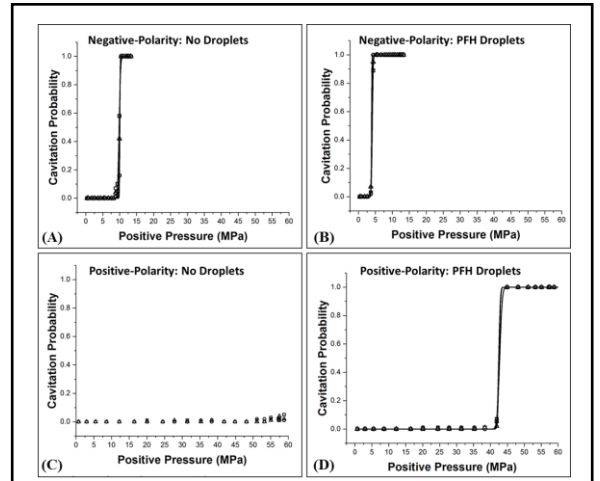 Negative-Polarity: No Droplets
Cavitation Probability
1.0
0.8
0.6
0.4
0.2
0.0
0 5 10 15 20 25 30 35 40 45 50 55 60
(A)
Positive Pressure (MPa)
Negative-Polarity: PFH Droplets
Cavitation Probability
1.0
0.8
0.6
0.4
0.2
0.0
0 5 10 15 20 25 30 35 40 45 50 55 60
(B)
Positive Pressure (MPa)
Positive-Polarity: No Droplets
Cavitation Probability
1.0
0.8
0.6
0.4
0.2
0.0
0 5 10 15 20 25 30 35 40 45 50 55 60
(C)
Positive Pressure (MPa)
Positive-Polarity: PFH Droplets
Cavitation Probability
1.0
0.8
0.6
0.4
0.2
0.0
0 5 10 15 20 25 30 35 40 45 50 55 60
(D)
Positive Pressure (MPa)